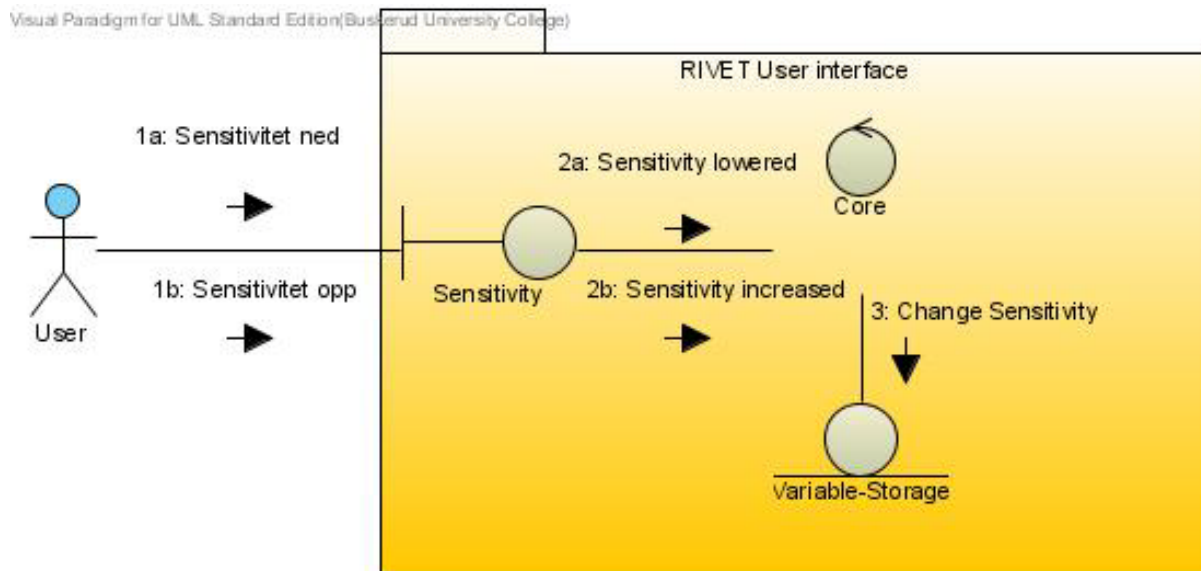 Visual Paradigm for UML Standard Edition(Buskerud University College)
RIVET User interface
1a: Sensitivitet ned
2a: Sensitivity lowered
Core
1b: Sensitivitet opp
Sensitivity
2b: Sensitivity increased
User
3: Change Sensitivity
Variable-Storage